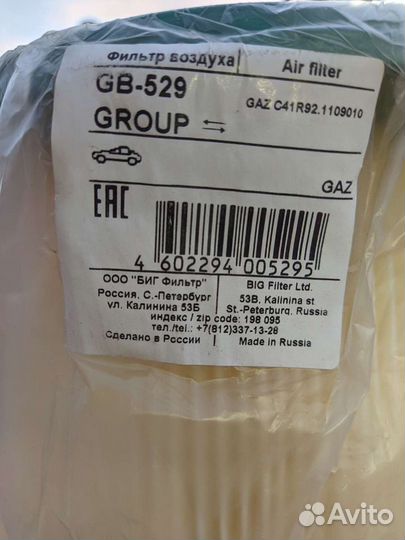 Фильтр воздуха
Air filter
GB-529
GAZ C41R92.1109010
GROUP
GAZ
EAC
4 602294 005295
ООО "БИГ Фильтр"
Россия, С.-Петербург
ул. Калинина 53Б
BIG Filter Ltd.
53B, Kalinina st
St.-Peterburg, Russia
индекс / zip code: 198 095
тел./tel.: +7(812)337-13-28
Сделано в России
Made in Russia
Avito